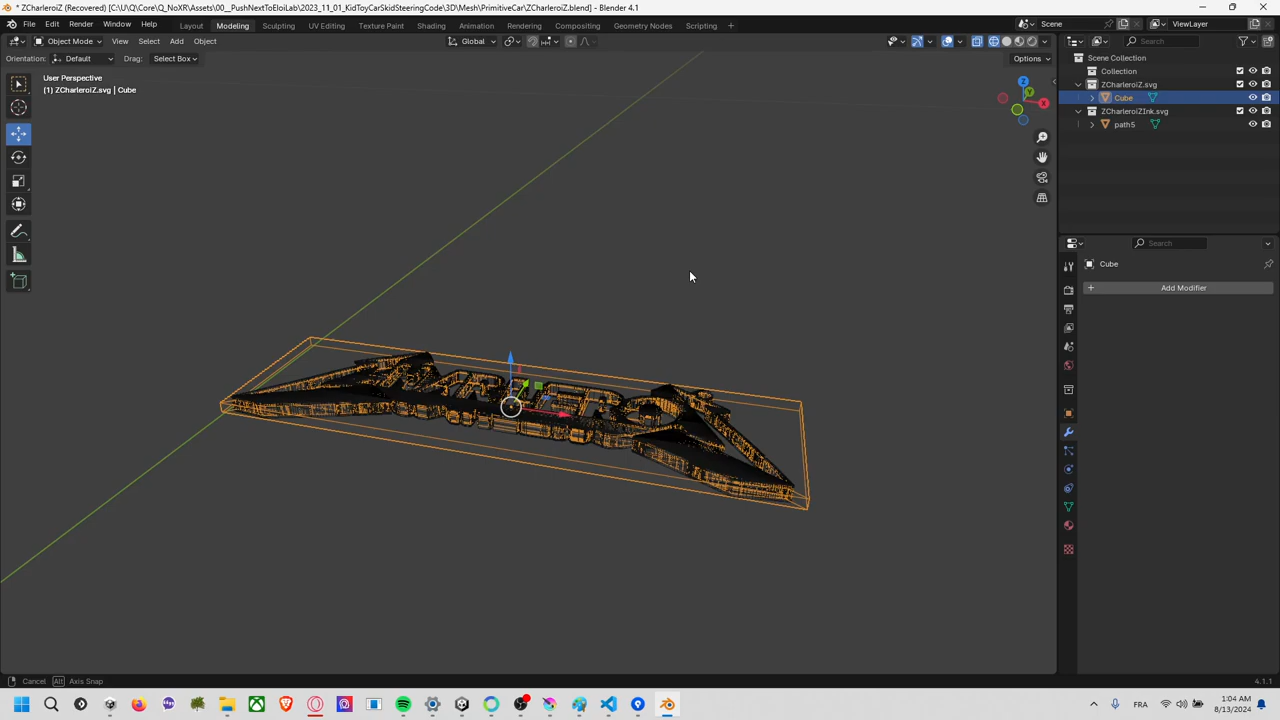 * ZCharleroiZ (Recovered) [C:\U\Q\Core\Q_NoXR\Assets\00__PushNextToEloiLab\2023_11_01_KidToyCarSkidSteeringCode\3D\Mesh\PrimitiveCar\ZCharleroiZ.blend] - Blender 4.1
File Edit Render Window Help Layout Modeling Sculpting UV Editing Texture Paint Shading Animation Rendering Compositing Geometry Nodes Scripting + Scene ViewLayer
Object Mode View Select Add Object Global Search
Orientation: Default Drag: Select Box Options
Scene Collection
Collection
User Perspective
(1) ZCharleroiZ.svg | Cube
ZCharleroiZ.svg
Cube
ZCharleroiZInk.svg
path5
Z
Y
X
Search
Cube
+ Add Modifier
Cancel Alt Axis Snap 4.1.1
FRA 1:04 AM
8/13/2024